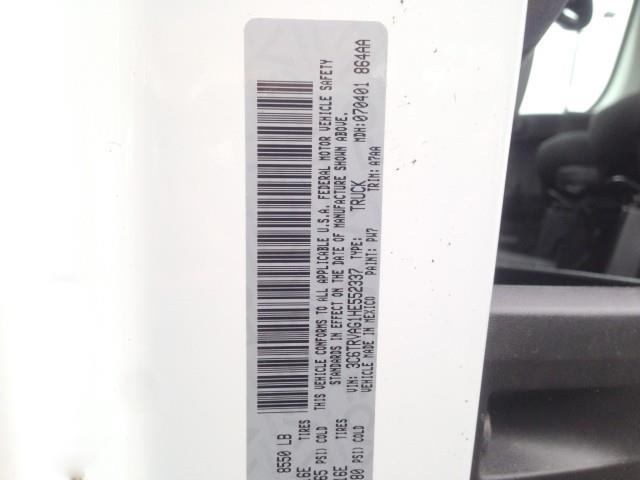 8550 LB
TIRES
65 PSI) COLD
16E
TIRES
80 PSI) COLD
THIS VEHICLE CONFORMS TO ALL APPLICABLE U.S.A. FEDERAL MOTOR VEHICLE SAFETY
STANDARDS IN EFFECT ON THE DATE OF MANUFACTURE SHOWN ABOVE.
VIN: 3C6TRVAG1HE552337 TYPE: TRUCK MDH:070401 864AA
VEHICLE MADE IN MEXICO PAINT: PW7 TRIM: A7AA